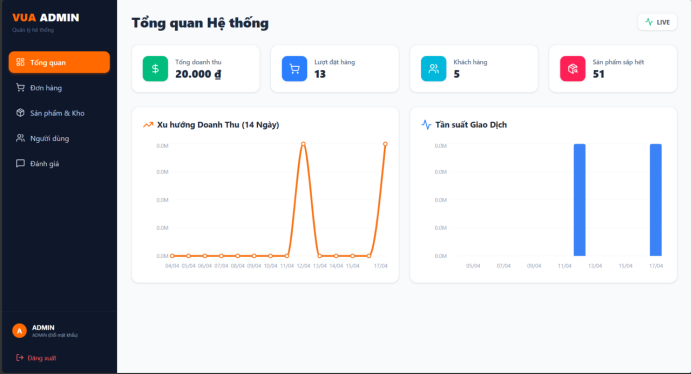 VUA ADMIN
Quản lý hệ thống
Tổng quan
Đơn hàng
Sản phẩm & Kho
Người dùng
Đánh giá
A
ADMIN
ADMIN (Đổi mật khẩu)
Đăng xuất
Tổng quan Hệ thống
LIVE
Tổng doanh thu
20.000 ₫
Lượt đặt hàng
13
Khách hàng
5
Sản phẩm sắp hết
51
Xu hướng Doanh Thu (14 Ngày)
0.0M
0.0M
0.0M
0.0M
0.0M
04/04 05/04 06/04 07/04 08/04 09/04 10/04 11/04 12/04 13/04 14/04 15/04 17/04
Tần suất Giao Dịch
0.0M
0.0M
0.0M
0.0M
0.0M
05/04 07/04 09/04 11/04 13/04 15/04 17/04